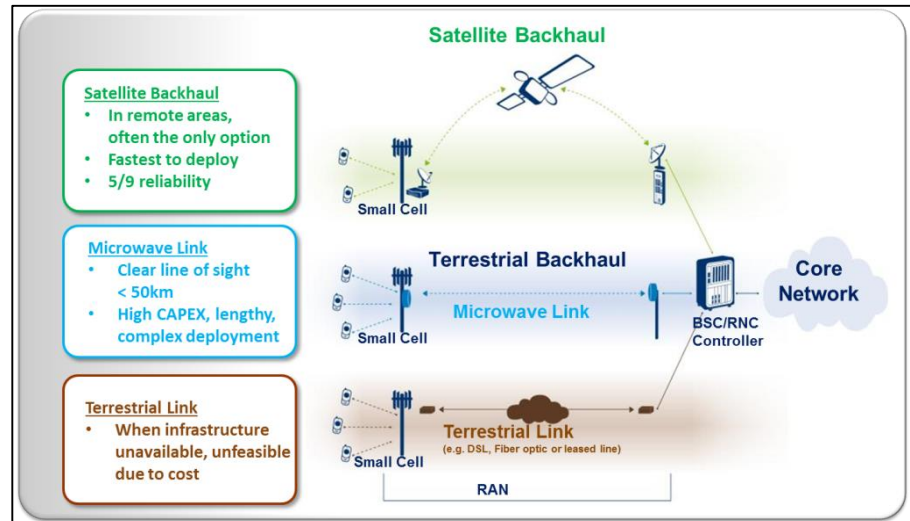 Satellite Backhaul
Satellite Backhaul
• In remote areas,
often the only option
• Fastest to deploy
• 5/9 reliability
Small Cell
Microwave Link
• Clear line of sight
< 50km
• High CAPEX, lengthy,
complex deployment
Terrestrial Backhaul
Microwave Link
Small Cell
BSC/RNC
Controller
Core
Network
Terrestrial Link
• When infrastructure
unavailable, unfeasible
due to cost
Terrestrial Link
(e.g. DSL, Fiber optic or leased line)
Small Cell
RAN